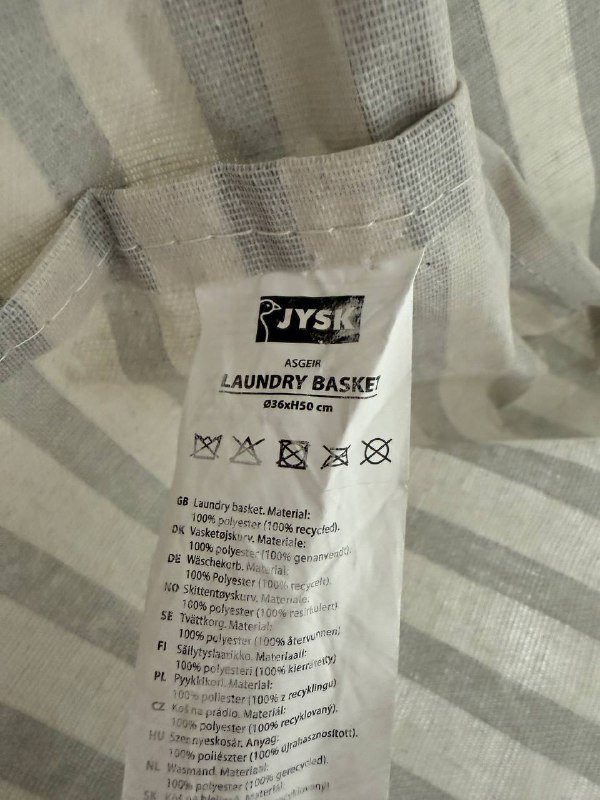 JYSK
ASGEIR
LAUNDRY BASKET
Ø36xH50 cm
GB Laundry basket. Material:
100% polyester (100% recycled).
DK Vasketøjskurv. Materiale:
100% polyester (100% genanvendt).
DE Wäschekorb. Material:
100% Polyester (100% recycelt).
NO Skittentøyskurv. Materiale:
100% polyester (100% resirkulert).
SE Tvättkorg. Material:
100% polyester (100% återvunnen)
FI Säilytyslaarikko. Materiaali:
100% polyesteri (100% kierrätetty)
PL Pyykkikori. Material:
100% poliester (100% z recyklingu).
CZ Koš na prádlo. Materiál:
100% polyester (100% recyklovaný).
HU Szennyeskosár. Anyag:
100% poliészter (100% újrahasznosított).
NL Wasmand. Materiaal:
100% polyester (100% gerecycled).
SK Koš na